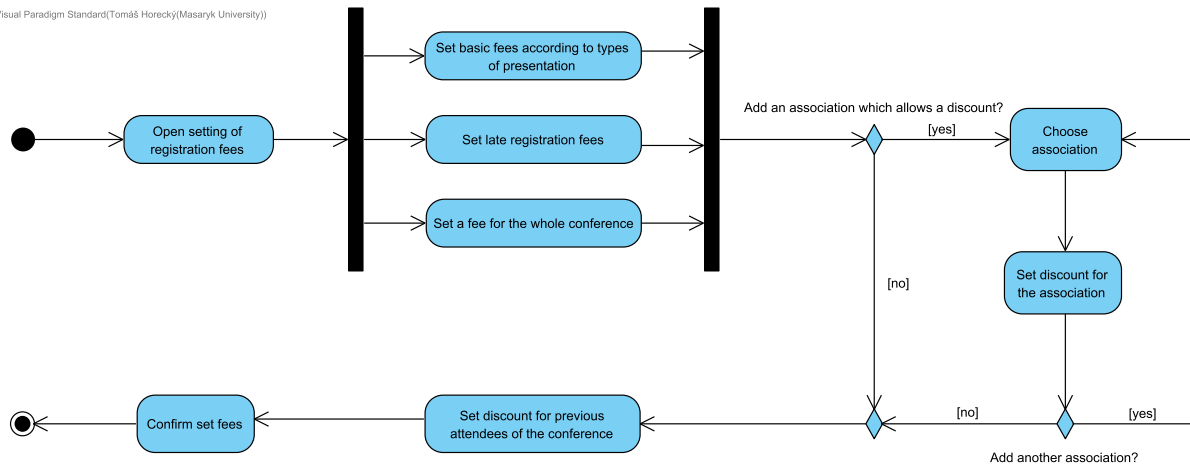 Visual Paradigm Standard(Tomáš Horecký(Masaryk University))
Set basic fees according to types
of presentation
Add an association which allows a discount?
Open setting of
registration fees
Set late registration fees
[yes]
Choose
association
Set a fee for the whole conference
[no]
Set discount for
the association
Confirm set fees
Set discount for previous
attendees of the conference
[no]
[yes]
Add another association?